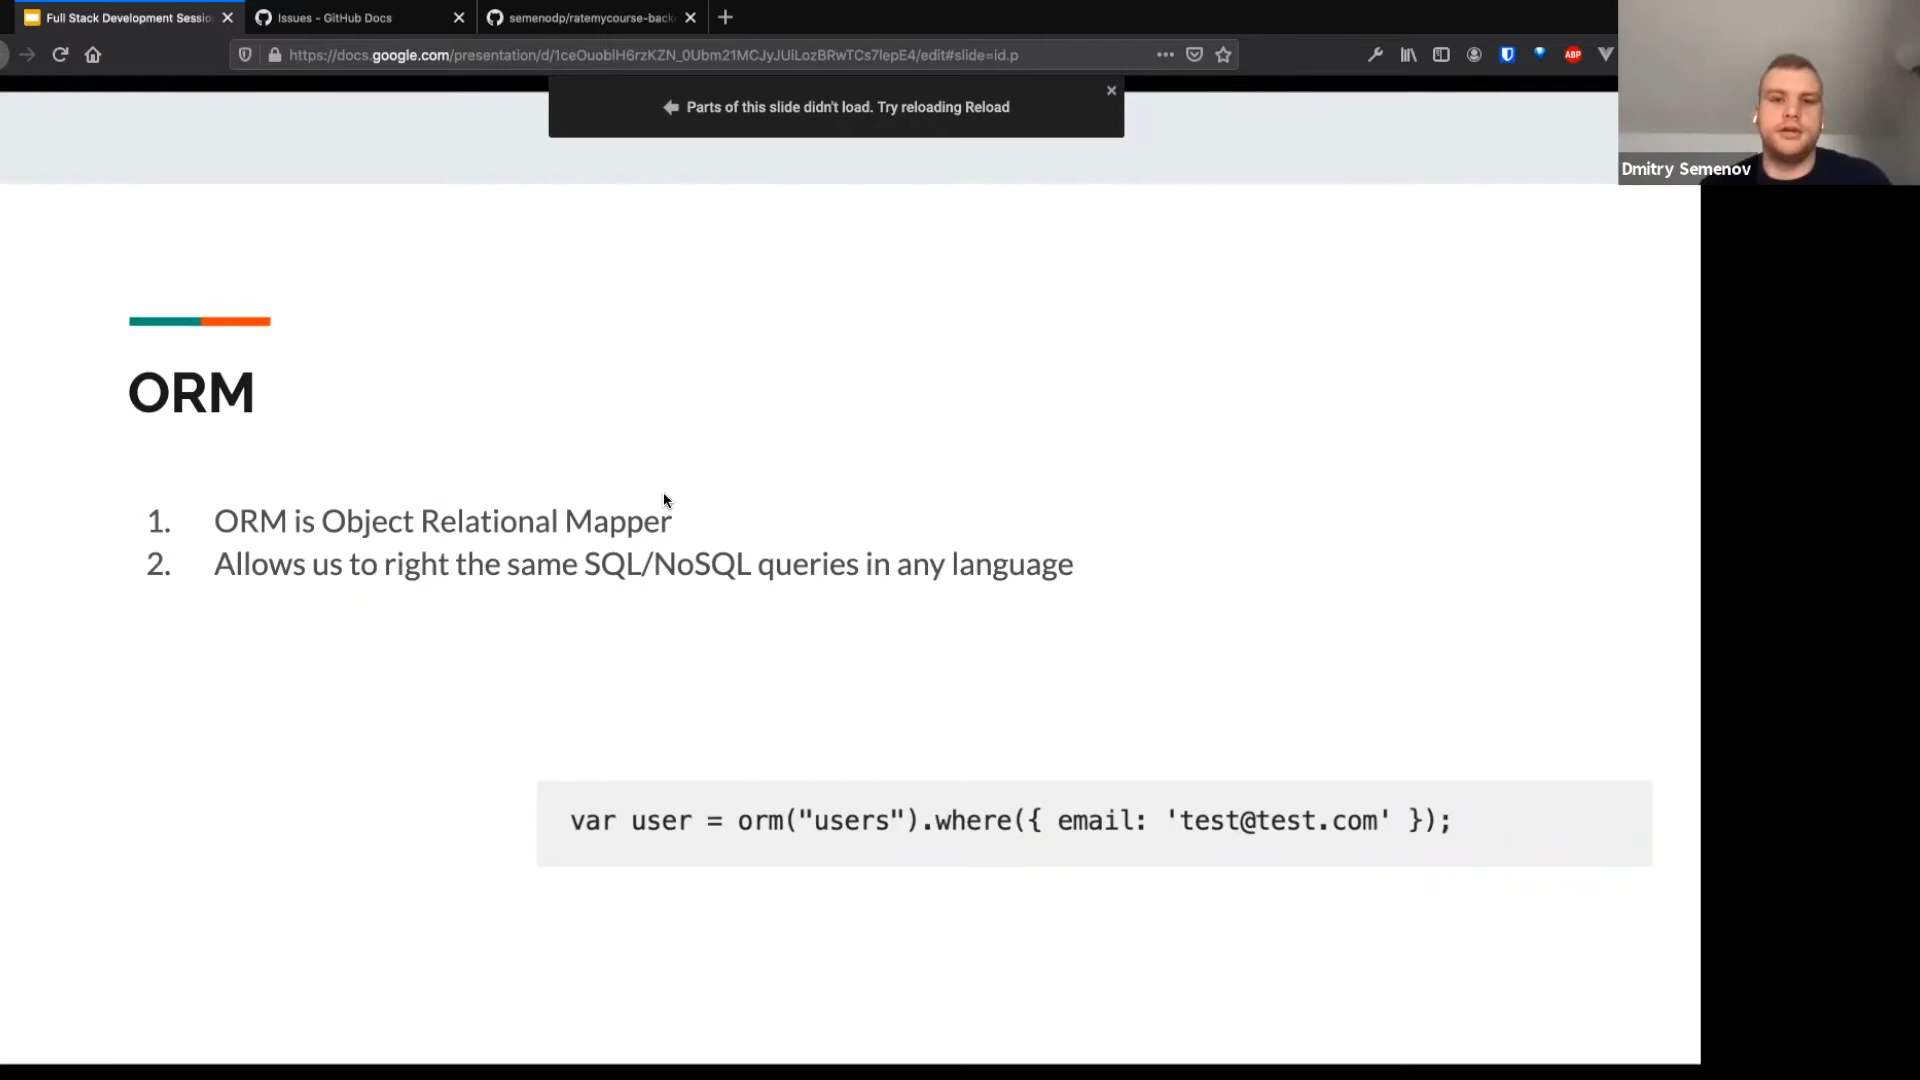 Full Stack Development Sessio
Issues - GitHub Docs
semenodp/ratemycourse-back
https://docs.google.com/presentation/d/1ceOuoblH6rzKZN_0Ubm21MCJyJUiLozBRwTCs7lepE4/edit#slide=id.p
ABP
Parts of this slide didn't load. Try reloading Reload
Dmitry Semenov
ORM
1. ORM is Object Relational Mapper
2. Allows us to right the same SQL/NoSQL queries in any language
var user = orm("users").where({ email: 'test@test.com' });